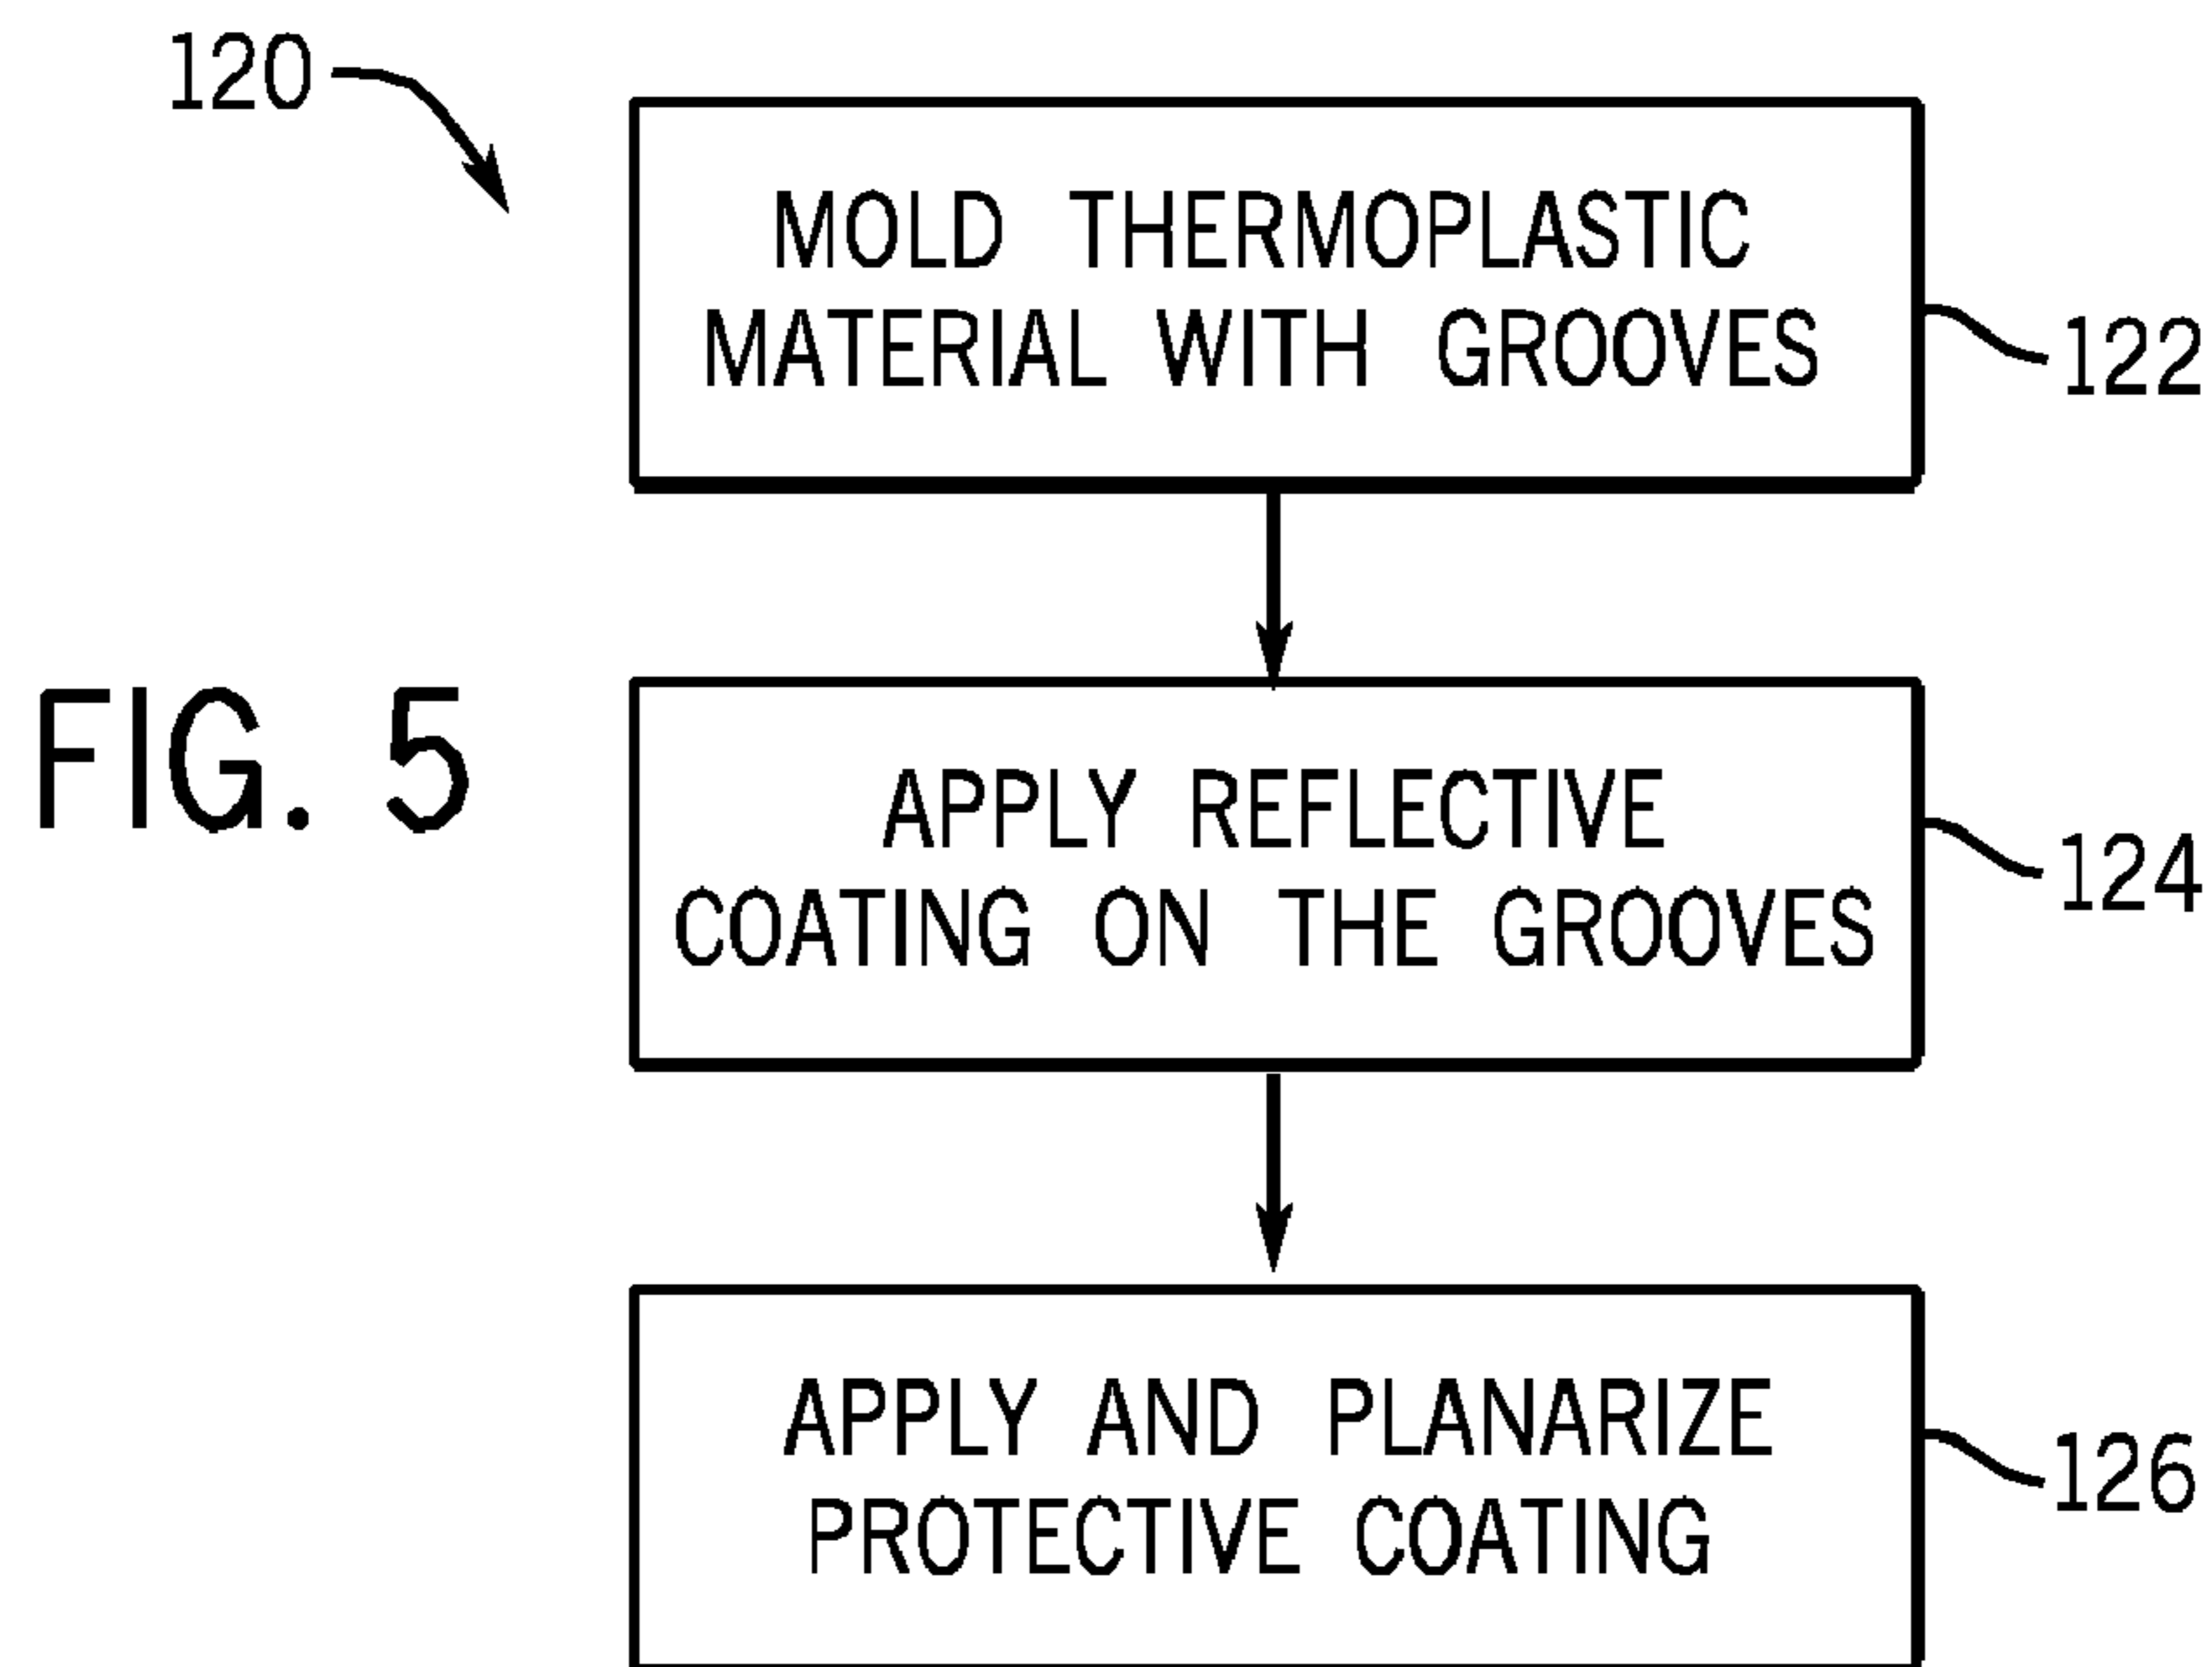 120
MOLD THERMOPLASTIC
MATERIAL WITH GROOVES
122
FIG. 5
APPLY REFLECTIVE
COATING ON THE GROOVES
124
APPLY AND PLANARIZE
PROTECTIVE COATING
126